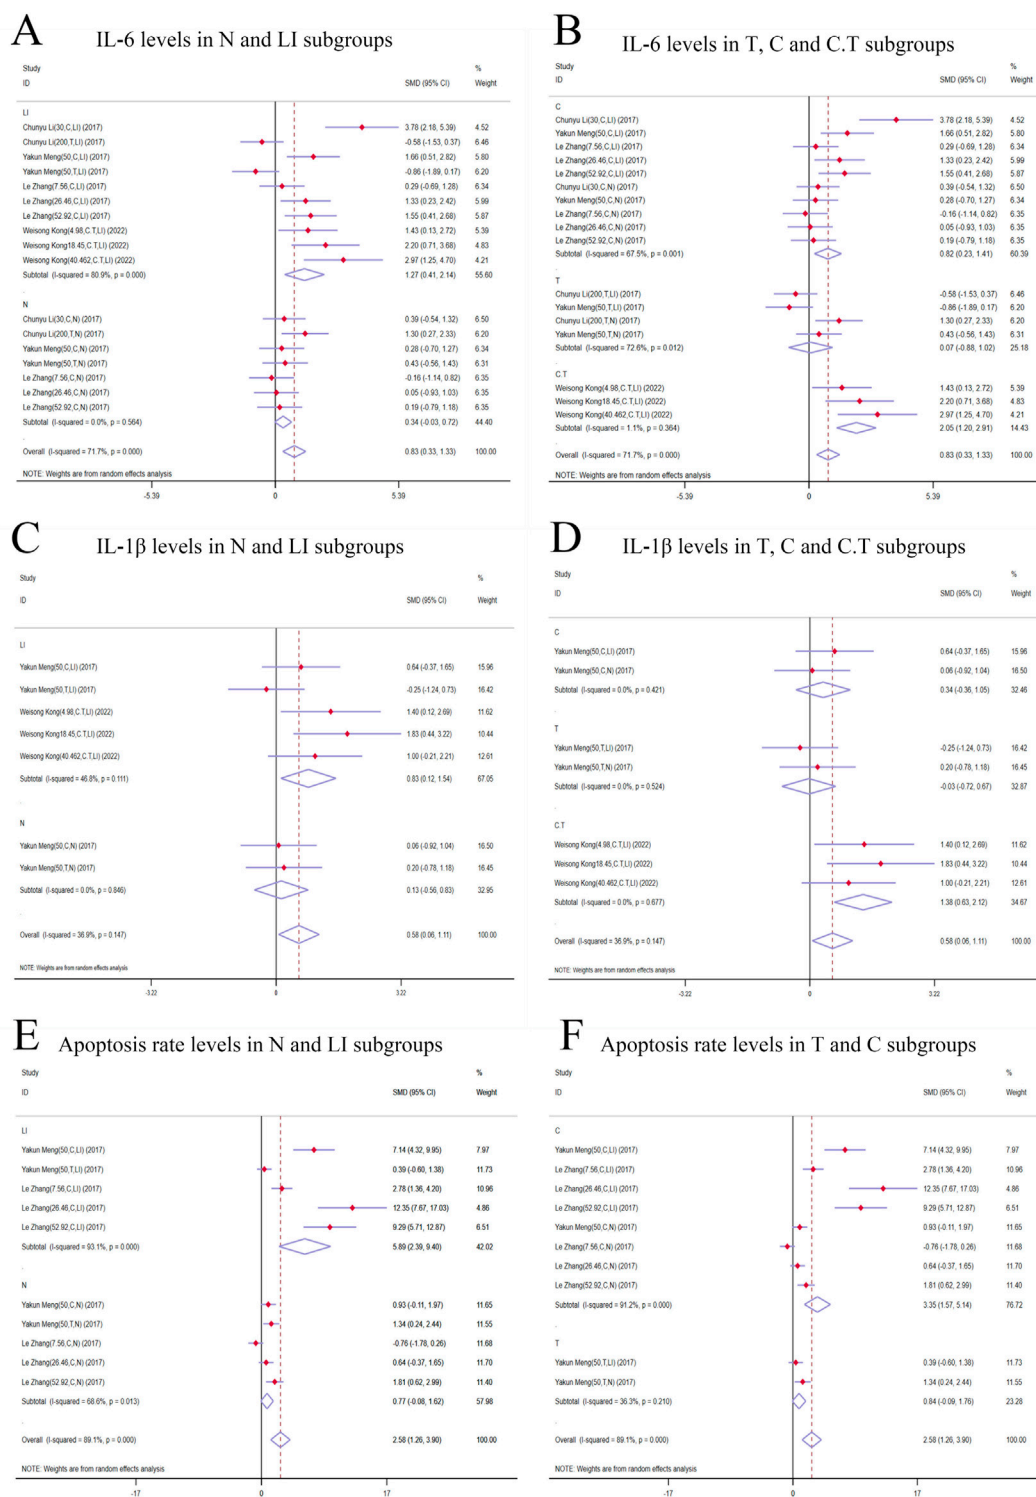 A IL-6 levels in N and LI subgroups
Study %
ID SMD (95% CI) Weight
LI
Chunyu Li(30,C,LI) (2017) 3.78 (2.18, 5.39) 4.52
Chunyu Li(200,T,LI) (2017) -0.58 (-1.53, 0.37) 6.46
Yakun Meng(50,C,LI) (2017) 1.66 (0.51, 2.82) 5.80
Yakun Meng(50,T,LI) (2017) -0.86 (-1.89, 0.17) 6.20
Le Zhang(7.56,C,LI) (2017) 0.29 (-0.69, 1.28) 6.34
Le Zhang(26.46,C,LI) (2017) 1.33 (0.23, 2.42) 5.99
Le Zhang(52.92,C,LI) (2017) 1.55 (0.41, 2.68) 5.87
Weisong Kong(4.98,C.T,LI) (2022) 1.43 (0.13, 2.72) 5.39
Weisong Kong18.45,C.T,LI) (2022) 2.20 (0.71, 3.68) 4.83
Weisong Kong(40.462,C.T,LI) (2022) 2.97 (1.25, 4.70) 4.21
Subtotal (I-squared = 80.9%, p = 0.000) 1.27 (0.41, 2.14) 55.60
.
N
Chunyu Li(30,C,N) (2017) 0.39 (-0.54, 1.32) 6.50
Chunyu Li(200,T,N) (2017) 1.30 (0.27, 2.33) 6.20
Yakun Meng(50,C,N) (2017) 0.28 (-0.70, 1.27) 6.34
Yakun Meng(50,T,N) (2017) 0.43 (-0.56, 1.43) 6.31
Le Zhang(7.56,C,N) (2017) -0.16 (-1.14, 0.82) 6.35
Le Zhang(26.46,C,N) (2017) 0.05 (-0.93, 1.03) 6.35
Le Zhang(52.92,C,N) (2017) 0.19 (-0.79, 1.18) 6.35
Subtotal (I-squared = 0.0%, p = 0.564) 0.34 (-0.03, 0.72) 44.40
.
Overall (I-squared = 71.7%, p = 0.000) 0.83 (0.33, 1.33) 100.00
NOTE: Weights are from random effects analysis
-5.39 0 5.39
B IL-6 levels in T, C and C.T subgroups
Study %
ID SMD (95% CI) Weight
C
Chunyu Li(30,C,LI) (2017) 3.78 (2.18, 5.39) 4.52
Yakun Meng(50,C,LI) (2017) 1.66 (0.51, 2.82) 5.80
Le Zhang(7.56,C,LI) (2017) 0.29 (-0.69, 1.28) 6.34
Le Zhang(26.46,C,LI) (2017) 1.33 (0.23, 2.42) 5.99
Le Zhang(52.92,C,LI) (2017) 1.55 (0.41, 2.68) 5.87
Chunyu Li(30,C,N) (2017) 0.39 (-0.54, 1.32) 6.50
Yakun Meng(50,C,N) (2017) 0.28 (-0.70, 1.27) 6.34
Le Zhang(7.56,C,N) (2017) -0.16 (-1.14, 0.82) 6.35
Le Zhang(26.46,C,N) (2017) 0.05 (-0.93, 1.03) 6.35
Le Zhang(52.92,C,N) (2017) 0.19 (-0.79, 1.18) 6.35
Subtotal (I-squared = 67.5%, p = 0.001) 0.82 (0.23, 1.41) 60.39
.
T
Chunyu Li(200,T,LI) (2017) -0.58 (-1.53, 0.37) 6.46
Yakun Meng(50,T,LI) (2017) -0.86 (-1.89, 0.17) 6.20
Chunyu Li(200,T,N) (2017) 1.30 (0.27, 2.33) 6.20
Yakun Meng(50,T,N) (2017) 0.43 (-0.56, 1.43) 6.31
Subtotal (I-squared = 72.6%, p = 0.012) 0.07 (-0.88, 1.02) 25.18
.
C.T
Weisong Kong(4.98,C.T,LI) (2022) 1.43 (0.13, 2.72) 5.39
Weisong Kong18.45,C.T,LI) (2022) 2.20 (0.71, 3.68) 4.83
Weisong Kong(40.462,C.T,LI) (2022) 2.97 (1.25, 4.70) 4.21
Subtotal (I-squared = 1.1%, p = 0.364) 2.05 (1.20, 2.91) 14.43
.
Overall (I-squared = 71.7%, p = 0.000) 0.83 (0.33, 1.33) 100.00
NOTE: Weights are from random effects analysis
-5.39 0 5.39
C IL-1β levels in N and LI subgroups
Study %
ID SMD (95% CI) Weight
LI
Yakun Meng(50,C,LI) (2017) 0.64 (-0.37, 1.65) 15.96
Yakun Meng(50,T,LI) (2017) -0.25 (-1.24, 0.73) 16.42
Weisong Kong(4.98,C.T,LI) (2022) 1.40 (0.12, 2.69) 11.62
Weisong Kong18.45,C.T,LI) (2022) 1.83 (0.44, 3.22) 10.44
Weisong Kong(40.462,C.T,LI) (2022) 1.00 (-0.21, 2.21) 12.61
Subtotal (I-squared = 46.8%, p = 0.111) 0.83 (0.12, 1.54) 67.05
.
N
Yakun Meng(50,C,N) (2017) 0.06 (-0.92, 1.04) 16.50
Yakun Meng(50,T,N) (2017) 0.20 (-0.78, 1.18) 16.45
Subtotal (I-squared = 0.0%, p = 0.846) 0.13 (-0.56, 0.83) 32.95
.
Overall (I-squared = 36.9%, p = 0.147) 0.58 (0.06, 1.11) 100.00
NOTE: Weights are from random effects analysis
-3.22 0 3.22
D IL-1β levels in T, C and C.T subgroups
Study %
ID SMD (95% CI) Weight
C
Yakun Meng(50,C,LI) (2017) 0.64 (-0.37, 1.65) 15.96
Yakun Meng(50,C,N) (2017) 0.06 (-0.92, 1.04) 16.50
Subtotal (I-squared = 0.0%, p = 0.421) 0.34 (-0.36, 1.05) 32.46
.
T
Yakun Meng(50,T,LI) (2017) -0.25 (-1.24, 0.73) 16.42
Yakun Meng(50,T,N) (2017) 0.20 (-0.78, 1.18) 16.45
Subtotal (I-squared = 0.0%, p = 0.524) -0.03 (-0.72, 0.67) 32.87
.
C.T
Weisong Kong(4.98,C.T,LI) (2022) 1.40 (0.12, 2.69) 11.62
Weisong Kong18.45,C.T,LI) (2022) 1.83 (0.44, 3.22) 10.44
Weisong Kong(40.462,C.T,LI) (2022) 1.00 (-0.21, 2.21) 12.61
Subtotal (I-squared = 0.0%, p = 0.677) 1.38 (0.63, 2.12) 34.67
.
Overall (I-squared = 36.9%, p = 0.147) 0.58 (0.06, 1.11) 100.00
NOTE: Weights are from random effects analysis
-3.22 0 3.22
E Apoptosis rate levels in N and LI subgroups
Study %
ID SMD (95% CI) Weight
LI
Yakun Meng(50,C,LI) (2017) 7.14 (4.32, 9.95) 7.97
Yakun Meng(50,T,LI) (2017) 0.39 (-0.60, 1.38) 11.73
Le Zhang(7.56,C,LI) (2017) 2.78 (1.36, 4.20) 10.96
Le Zhang(26.46,C,LI) (2017) 12.35 (7.67, 17.03) 4.86
Le Zhang(52.92,C,LI) (2017) 9.29 (5.71, 12.87) 6.51
Subtotal (I-squared = 93.1%, p = 0.000) 5.89 (2.39, 9.40) 42.02
.
N
Yakun Meng(50,C,N) (2017) 0.93 (-0.11, 1.97) 11.65
Yakun Meng(50,T,N) (2017) 1.34 (0.24, 2.44) 11.55
Le Zhang(7.56,C,N) (2017) -0.76 (-1.78, 0.26) 11.68
Le Zhang(26.46,C,N) (2017) 0.64 (-0.37, 1.65) 11.70
Le Zhang(52.92,C,N) (2017) 1.81 (0.62, 2.99) 11.40
Subtotal (I-squared = 68.6%, p = 0.013) 0.77 (-0.08, 1.62) 57.98
.
Overall (I-squared = 89.1%, p = 0.000) 2.58 (1.26, 3.90) 100.00
NOTE: Weights are from random effects analysis
-17 0 17
F Apoptosis rate levels in T and C subgroups
Study %
ID SMD (95% CI) Weight
C
Yakun Meng(50,C,LI) (2017) 7.14 (4.32, 9.95) 7.97
Le Zhang(7.56,C,LI) (2017) 2.78 (1.36, 4.20) 10.96
Le Zhang(26.46,C,LI) (2017) 12.35 (7.67, 17.03) 4.86
Le Zhang(52.92,C,LI) (2017) 9.29 (5.71, 12.87) 6.51
Yakun Meng(50,C,N) (2017) 0.93 (-0.11, 1.97) 11.65
Le Zhang(7.56,C,N) (2017) -0.76 (-1.78, 0.26) 11.68
Le Zhang(26.46,C,N) (2017) 0.64 (-0.37, 1.65) 11.70
Le Zhang(52.92,C,N) (2017) 1.81 (0.62, 2.99) 11.40
Subtotal (I-squared = 91.2%, p = 0.000) 3.35 (1.57, 5.14) 76.72
.
T
Yakun Meng(50,T,LI) (2017) 0.39 (-0.60, 1.38) 11.73
Yakun Meng(50,T,N) (2017) 1.34 (0.24, 2.44) 11.55
Subtotal (I-squared = 36.3%, p = 0.210) 0.84 (-0.09, 1.76) 23.28
.
Overall (I-squared = 89.1%, p = 0.000) 2.58 (1.26, 3.90) 100.00
NOTE: Weights are from random effects analysis
-17 0 17